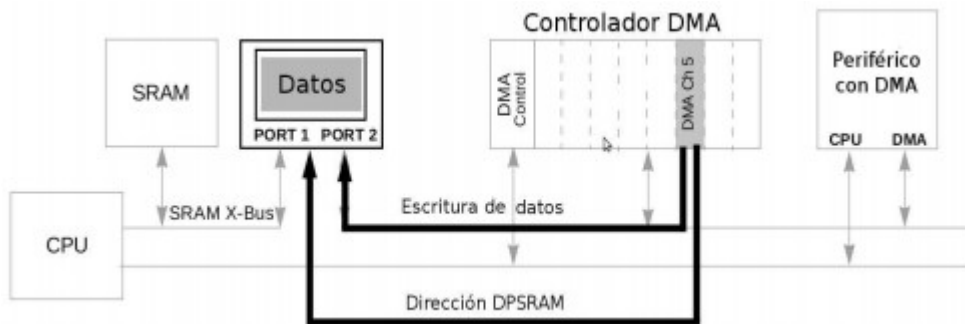 Controlador DMA
SRAM
Datos
PORT 1 PORT 2
DMA
Control
DMA Ch 5
Periférico
con DMA
CPU DMA
SRAM X-Bus
Escritura de datos
CPU
Dirección DPSRAM